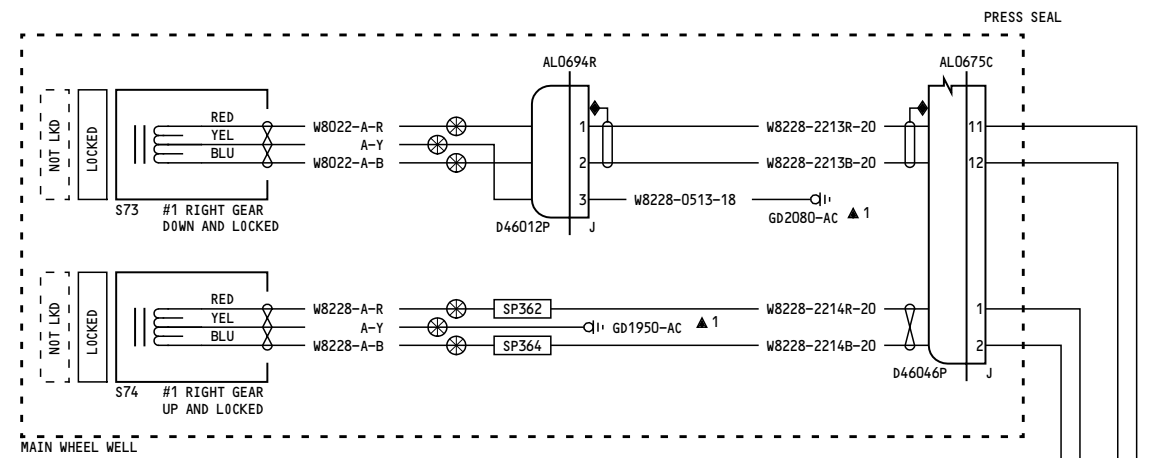 PRESS SEAL
AL0694R
AL0675C
NOT LKD
LOCKED
RED
YEL
BLU
W8022-A-R
A-Y
W8022-A-B
1
2
3
W8228-2213R-20
W8228-2213B-20
11
12
W8228-0513-18
GD2080-AC
1
S73
#1 RIGHT GEAR
DOWN AND LOCKED
D46012P
J
NOT LKD
LOCKED
RED
YEL
BLU
W8228-A-R
A-Y
W8228-A-B
SP362
SP364
GD1950-AC
1
W8228-2214R-20
W8228-2214B-20
1
2
D46046P
J
S74
#1 RIGHT GEAR
UP AND LOCKED
MAIN WHEEL WELL